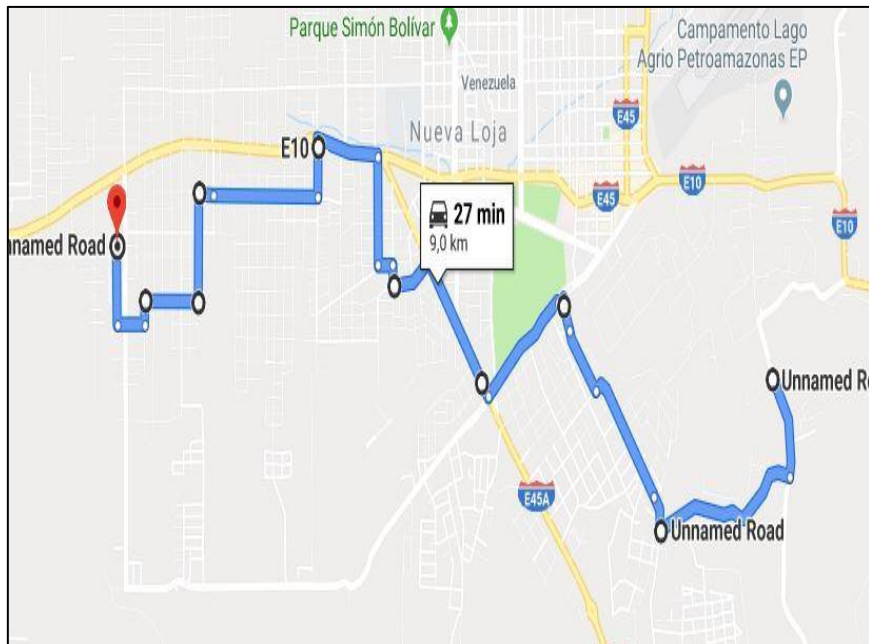 Parque Simón Bolívar
Campamento Lago
Agrio Petroamazonas EP
Venezuela
E45
Nueva Loja
E10
E10
E45
27 min
9,0 km
E10
nnamed Road
Unnamed Ro
E45A
Unnamed Road